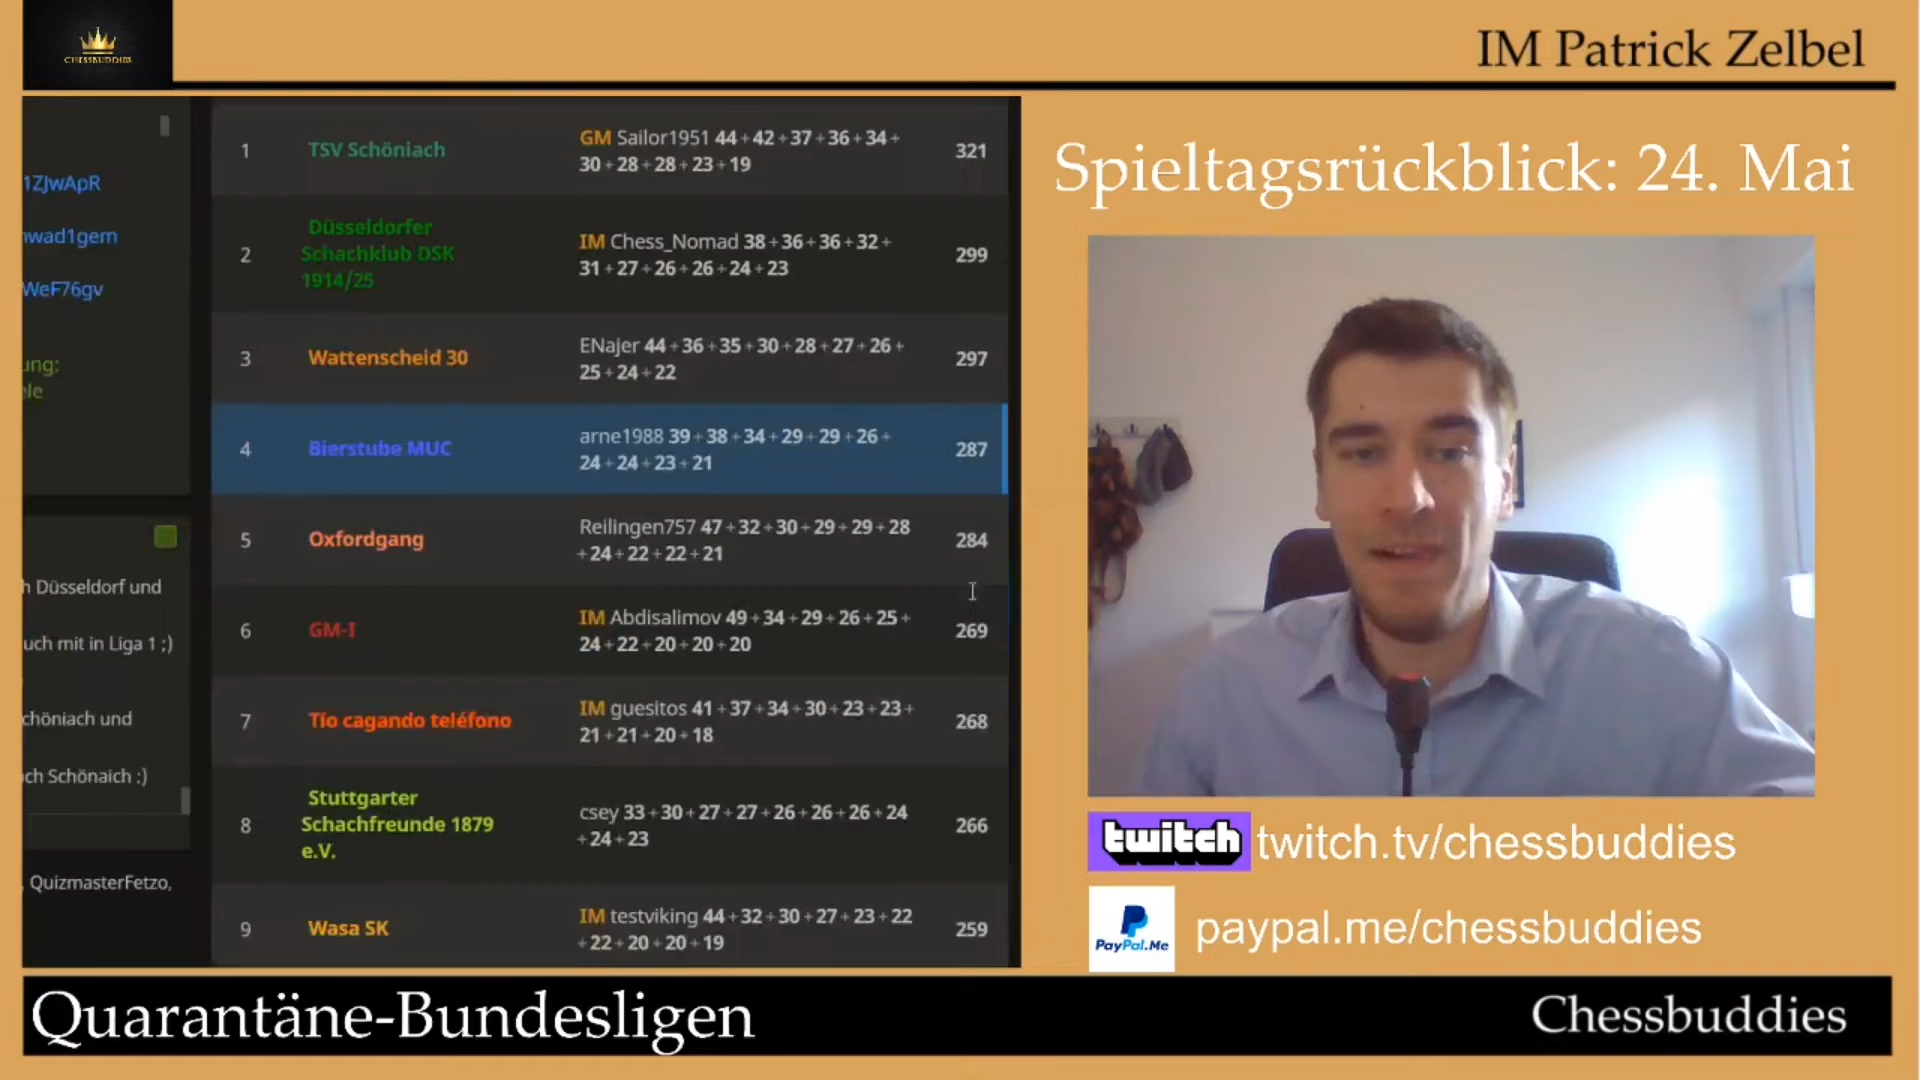 CHESSBUDDIES
IM Patrick Zelbel
1ZJwApR
wad1gem
WeF76gv
ung:
Düsseldorf und
uch mit in Liga 1 ;)
chöniach und
ch Schönaich :)
QuizmasterFetzo,
1 TSV Schöniach GM Sailor1951 44+42+37+36+34+ 321
30+28+28+23+19
Düsseldorfer
Schachklub DSK
1914/25
2 IM Chess_Nomad 38+36+36+32+ 299
31+27+26+26+24+23
3 Wattenscheid 30 ENajer 44+36+35+30+28+27+26+ 297
25+24+22
4 Bierstube MUC arne1988 39+38+34+29+29+26+ 287
24+24+23+21
5 Oxfordgang Reilingen757 47+32+30+29+29+28 284
+24+22+22+21
6 GM-I IM Abdisalimov 49+34+29+26+25+ 269
24+22+20+20+20
7 Tío cagando teléfono IM guesitos 41+37+34+30+23+23+ 268
21+21+20+18
Stuttgarter
Schachfreunde 1879
e.V.
8 csey 33+30+27+27+26+26+26+24 266
+24+23
9 Wasa SK IM testviking 44+32+30+27+23+22 259
+22+20+20+19
Spieltagsrückblick: 24. Mai
twitch twitch.tv/chessbuddies
PayPal.Me paypal.me/chessbuddies
Quarantäne-Bundesligen
Chessbuddies